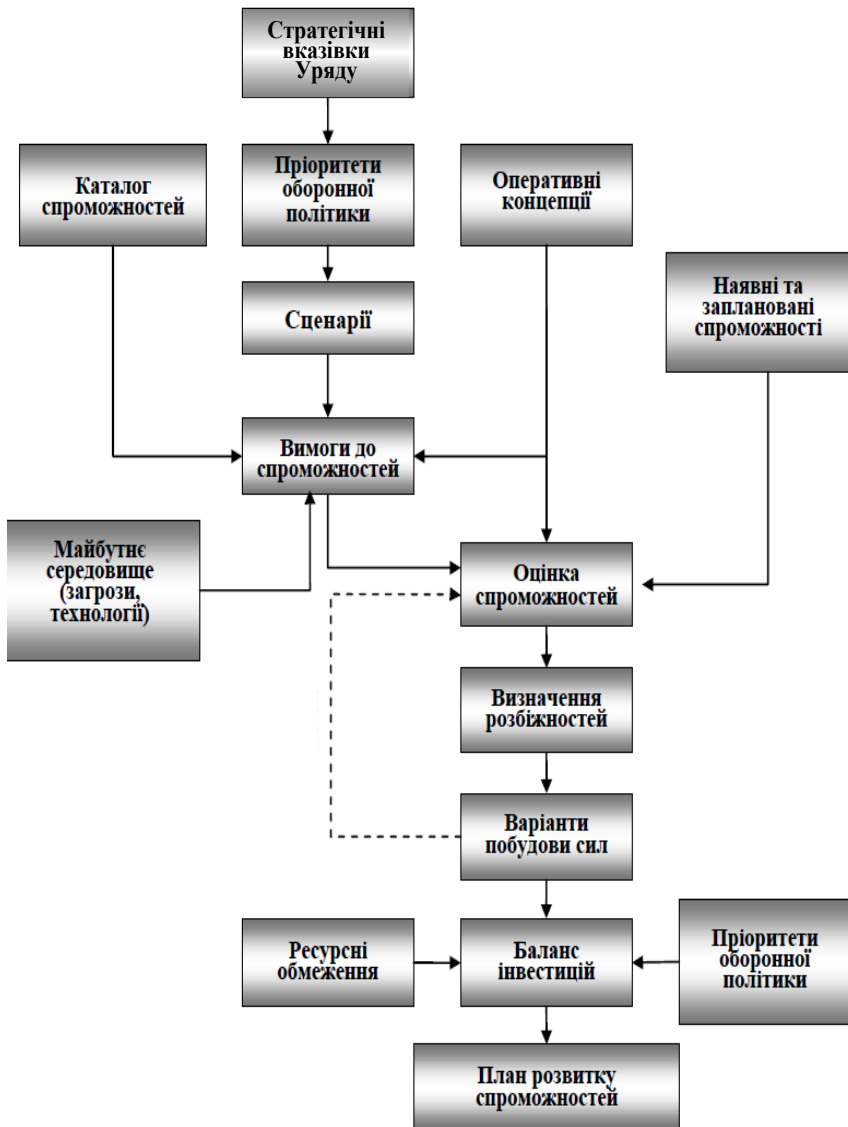 Стратегічні
вказівки
Уряду
Каталог
спроможностей
Пріоритети
оборонної
політики
Оперативні
концепції
Наявні та
заплановані
спроможності
Сценарії
Вимоги до
спроможностей
Майбутнє
середовище
(загрози,
технології)
Оцінка
спроможностей
Визначення
розбіжностей
Варіанти
побудови сил
Ресурсні
обмеження
Баланс
інвестицій
Пріоритети
оборонної
політики
План розвитку
спроможностей